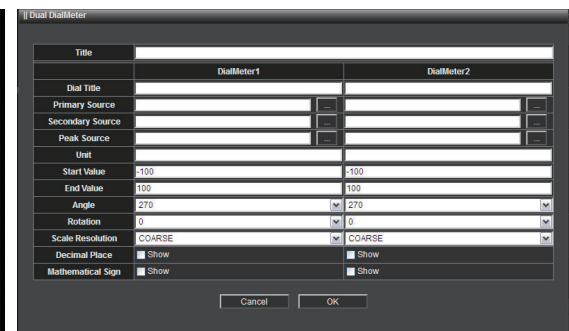 || Dual DialMeter
Title
DialMeter1 DialMeter2
Dial Title
Primary Source ... ...
Secondary Source ... ...
Peak Source ... ...
Unit
Start Value -100 -100
End Value 100 100
Angle 270 270
Rotation 0 0
Scale Resolution COARSE COARSE
Decimal Place Show Show
Mathematical Sign Show Show
Cancel OK